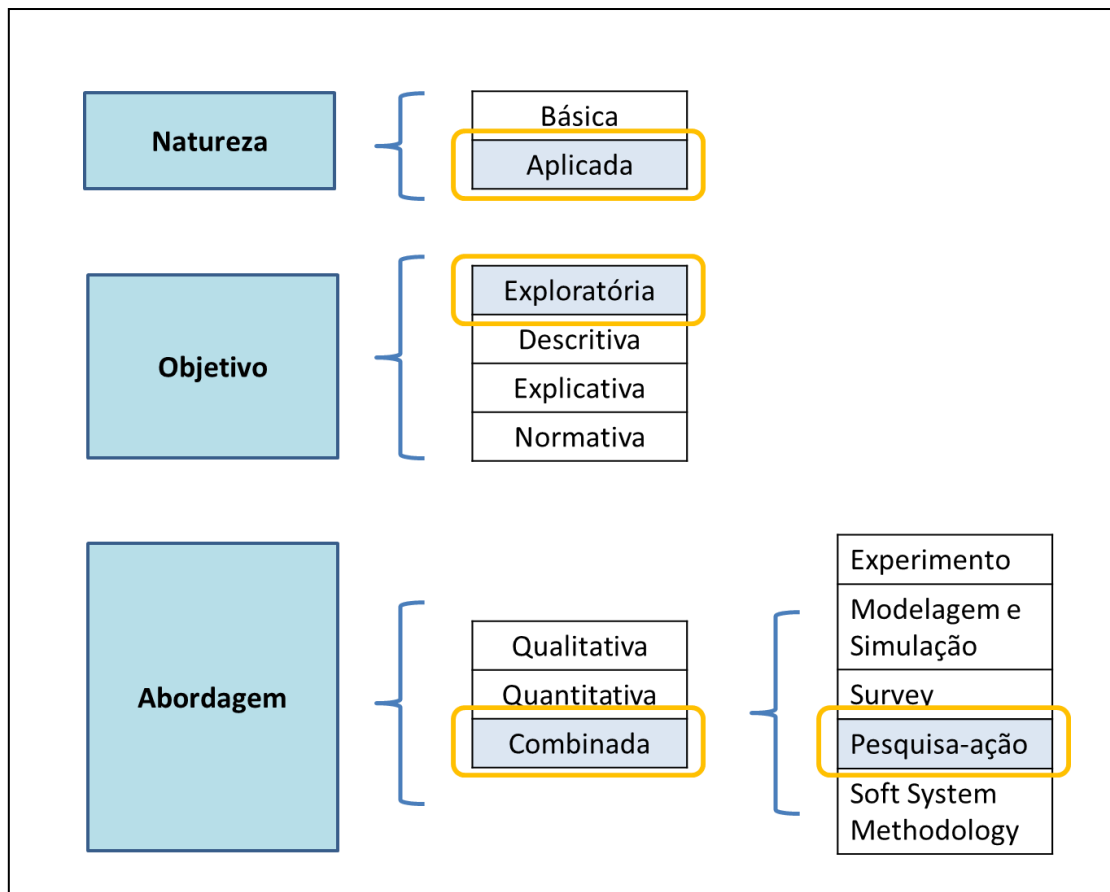 Natureza
Básica
Aplicada
Objetivo
Exploratória
Descritiva
Explicativa
Normativa
Abordagem
Qualitativa
Quantitativa
Combinada
Experimento
Modelagem e
Simulação
Survey
Pesquisa-ação
Soft System
Methodology